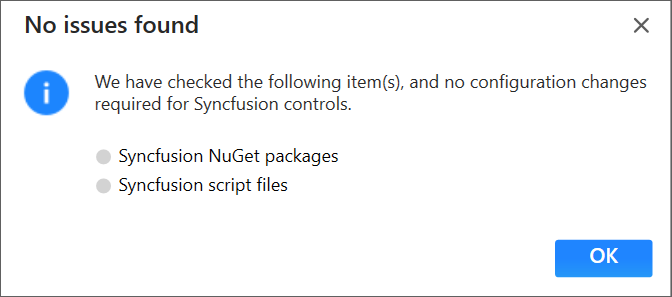 No issues found
We have checked the following item(s), and no configuration changes
required for Syncfusion controls.
Syncfusion NuGet packages
Syncfusion script files
OK